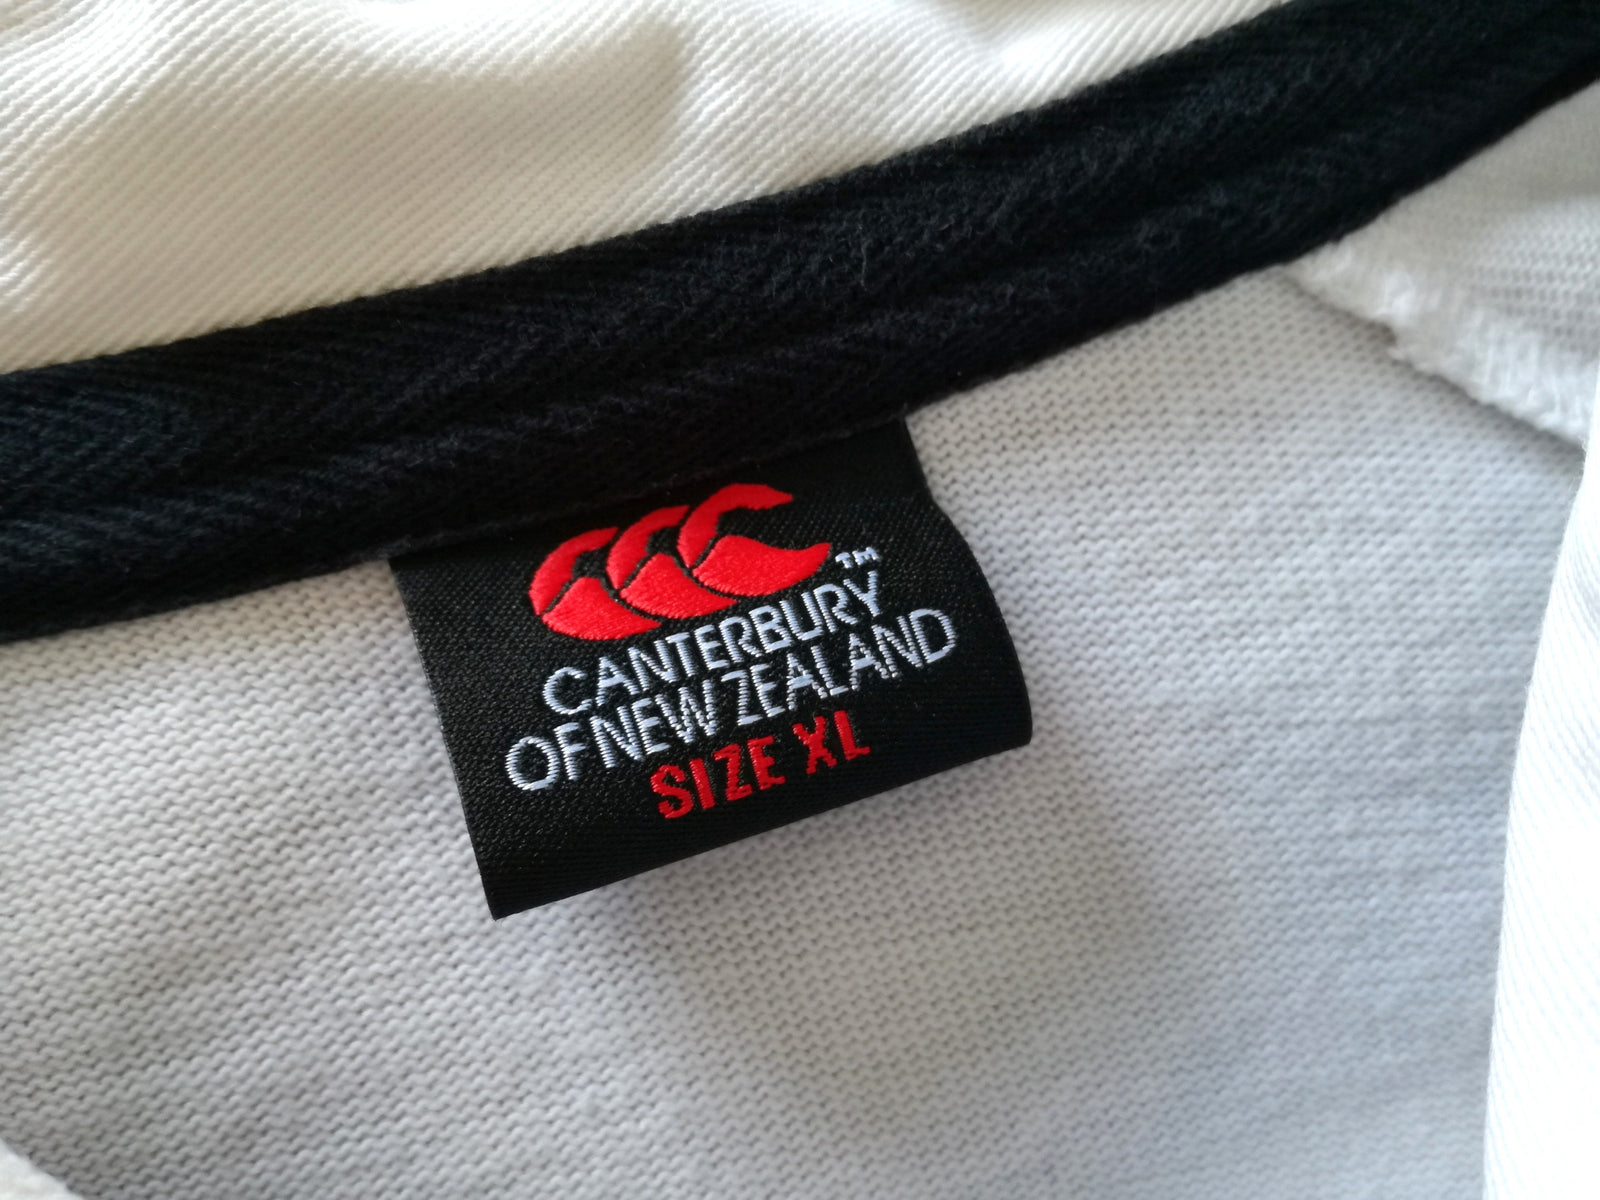 TM
CANTERBURY
OF NEW ZEALAND
SIZE XL